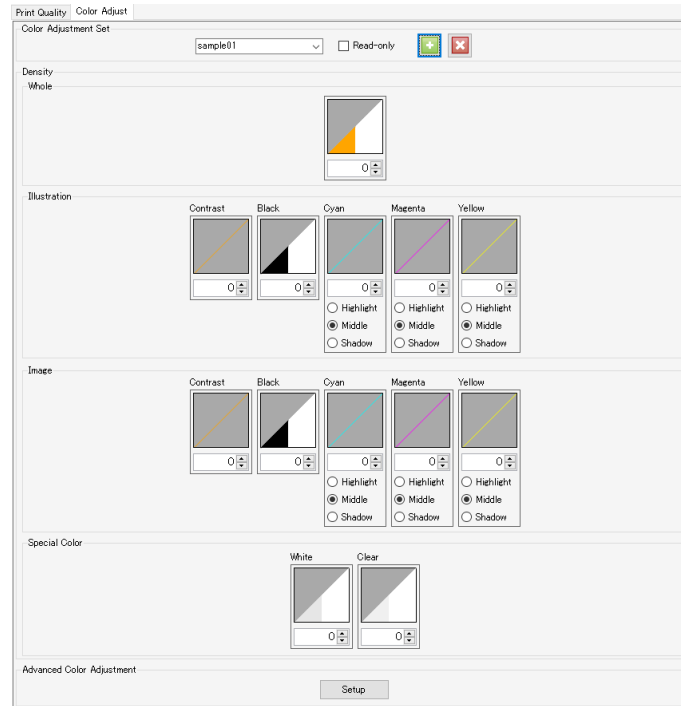 Print Quality Color Adjust
Color Adjustment Set
sample01 Read-only
Density
Whole
0
Illustration
Contrast Black Cyan Magenta Yellow
0 0 0 0 0
Highlight Highlight Highlight
Middle Middle Middle
Shadow Shadow Shadow
Image
Contrast Black Cyan Magenta Yellow
0 0 0 0 0
Highlight Highlight Highlight
Middle Middle Middle
Shadow Shadow Shadow
Special Color
White Clear
0 0
Advanced Color Adjustment
Setup